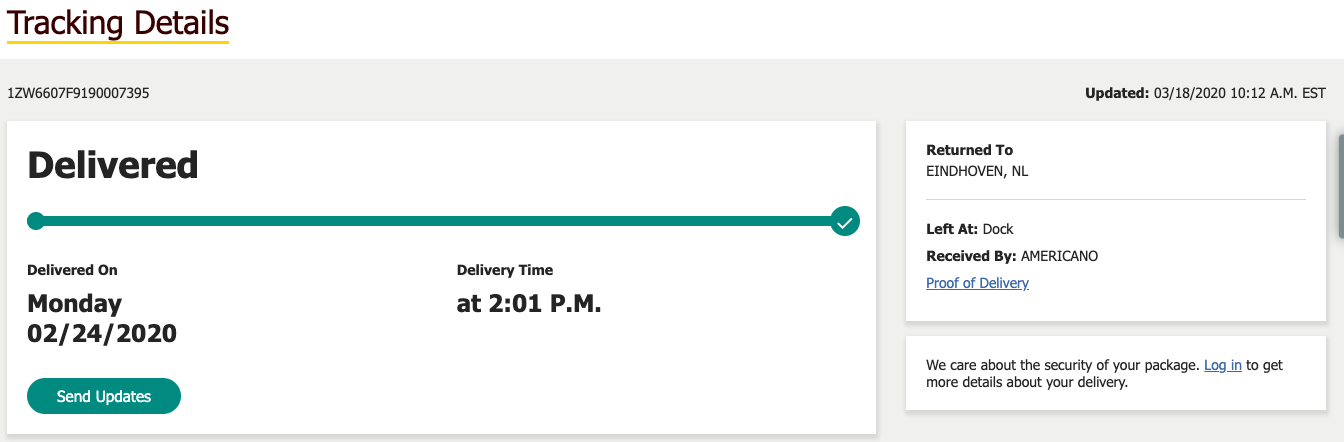 Tracking Details
1ZW6607F9190007395
Updated: 03/18/2020 10:12 A.M. EST
Delivered
Delivered On
Monday
02/24/2020
Delivery Time
at 2:01 P.M.
Send Updates
Returned To
EINDHOVEN, NL
Left At: Dock
Received By: AMERICANO
Proof of Delivery
We care about the security of your package. Log in to get
more details about your delivery.